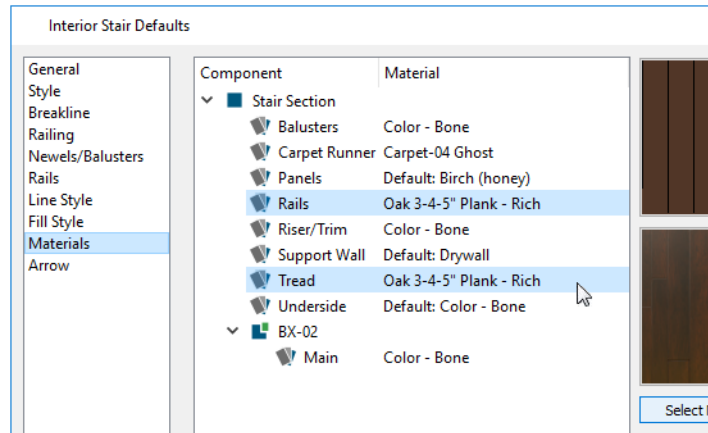 Interior Stair Defaults
General
Style
Breakline
Railing
Newels/Balusters
Rails
Line Style
Fill Style
Materials
Arrow
Component Material
Stair Section
Balusters Color - Bone
Carpet Runner Carpet-04 Ghost
Panels Default: Birch (honey)
Rails Oak 3-4-5" Plank - Rich
Riser/Trim Color - Bone
Support Wall Default: Drywall
Tread Oak 3-4-5" Plank - Rich
Underside Default: Color - Bone
BX-02
Main Color - Bone
Select